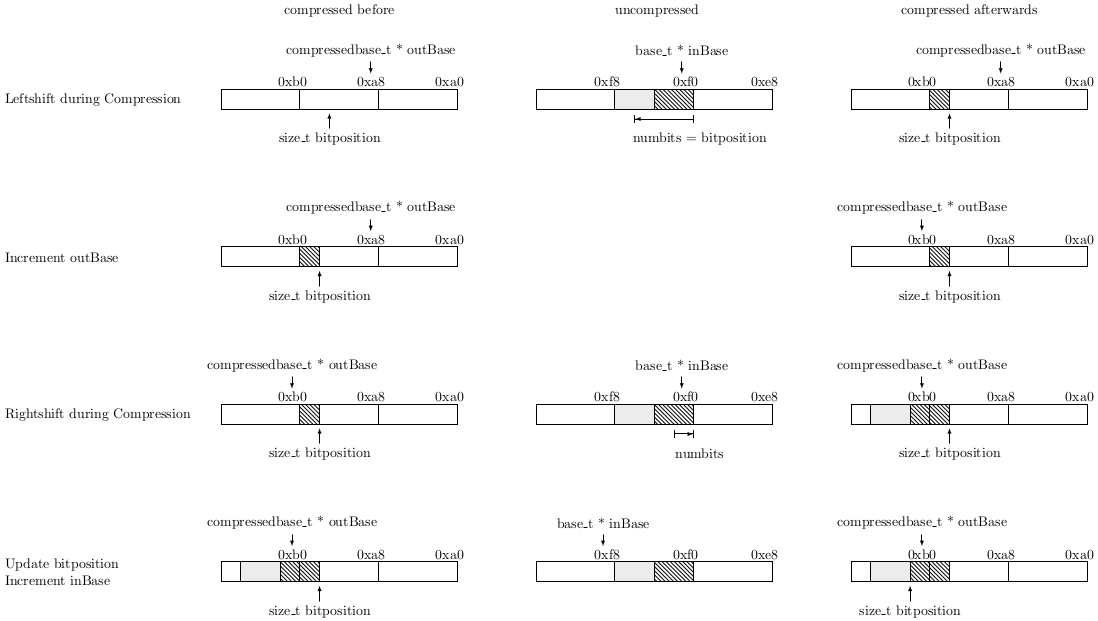 compressed before
uncompressed
compressed afterwards
compressedbase_t * outBase
base_t * inBase
compressedbase_t * outBase
0xb0 0xa8 0xa0
0xf8 0xf0 0xe8
0xb0 0xa8 0xa0
Leftshift during Compression
size_t bitposition
numbits = bitposition
size_t bitposition
compressedbase_t * outBase
compressedbase_t * outBase
0xb0 0xa8 0xa0
0xb0 0xa8 0xa0
Increment outBase
size_t bitposition
size_t bitposition
compressedbase_t * outBase
base_t * inBase
compressedbase_t * outBase
0xb0 0xa8 0xa0
0xf8 0xf0 0xe8
0xb0 0xa8 0xa0
Rightshift during Compression
size_t bitposition
numbits
size_t bitposition
compressedbase_t * outBase
base_t * inBase
compressedbase_t * outBase
0xb0 0xa8 0xa0
0xf8 0xf0 0xe8
0xb0 0xa8 0xa0
Update bitposition
Increment inBase
size_t bitposition
size_t bitposition